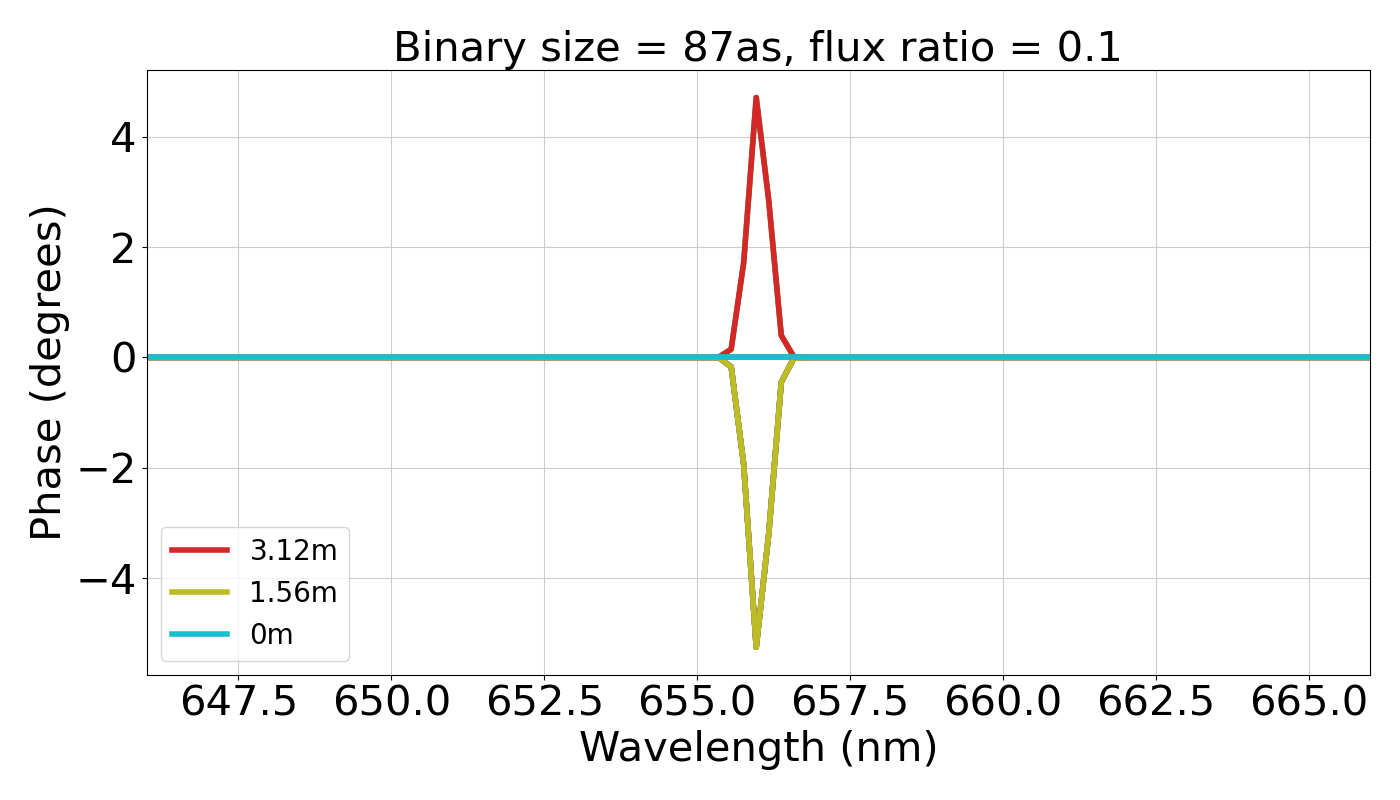 Binary size = 87as, flux ratio = 0.1
Phase (degrees)
4
2
0
−2
−4
3.12m
1.56m
0m
647.5 650.0 652.5 655.0 657.5 660.0 662.5 665.0
Wavelength (nm)